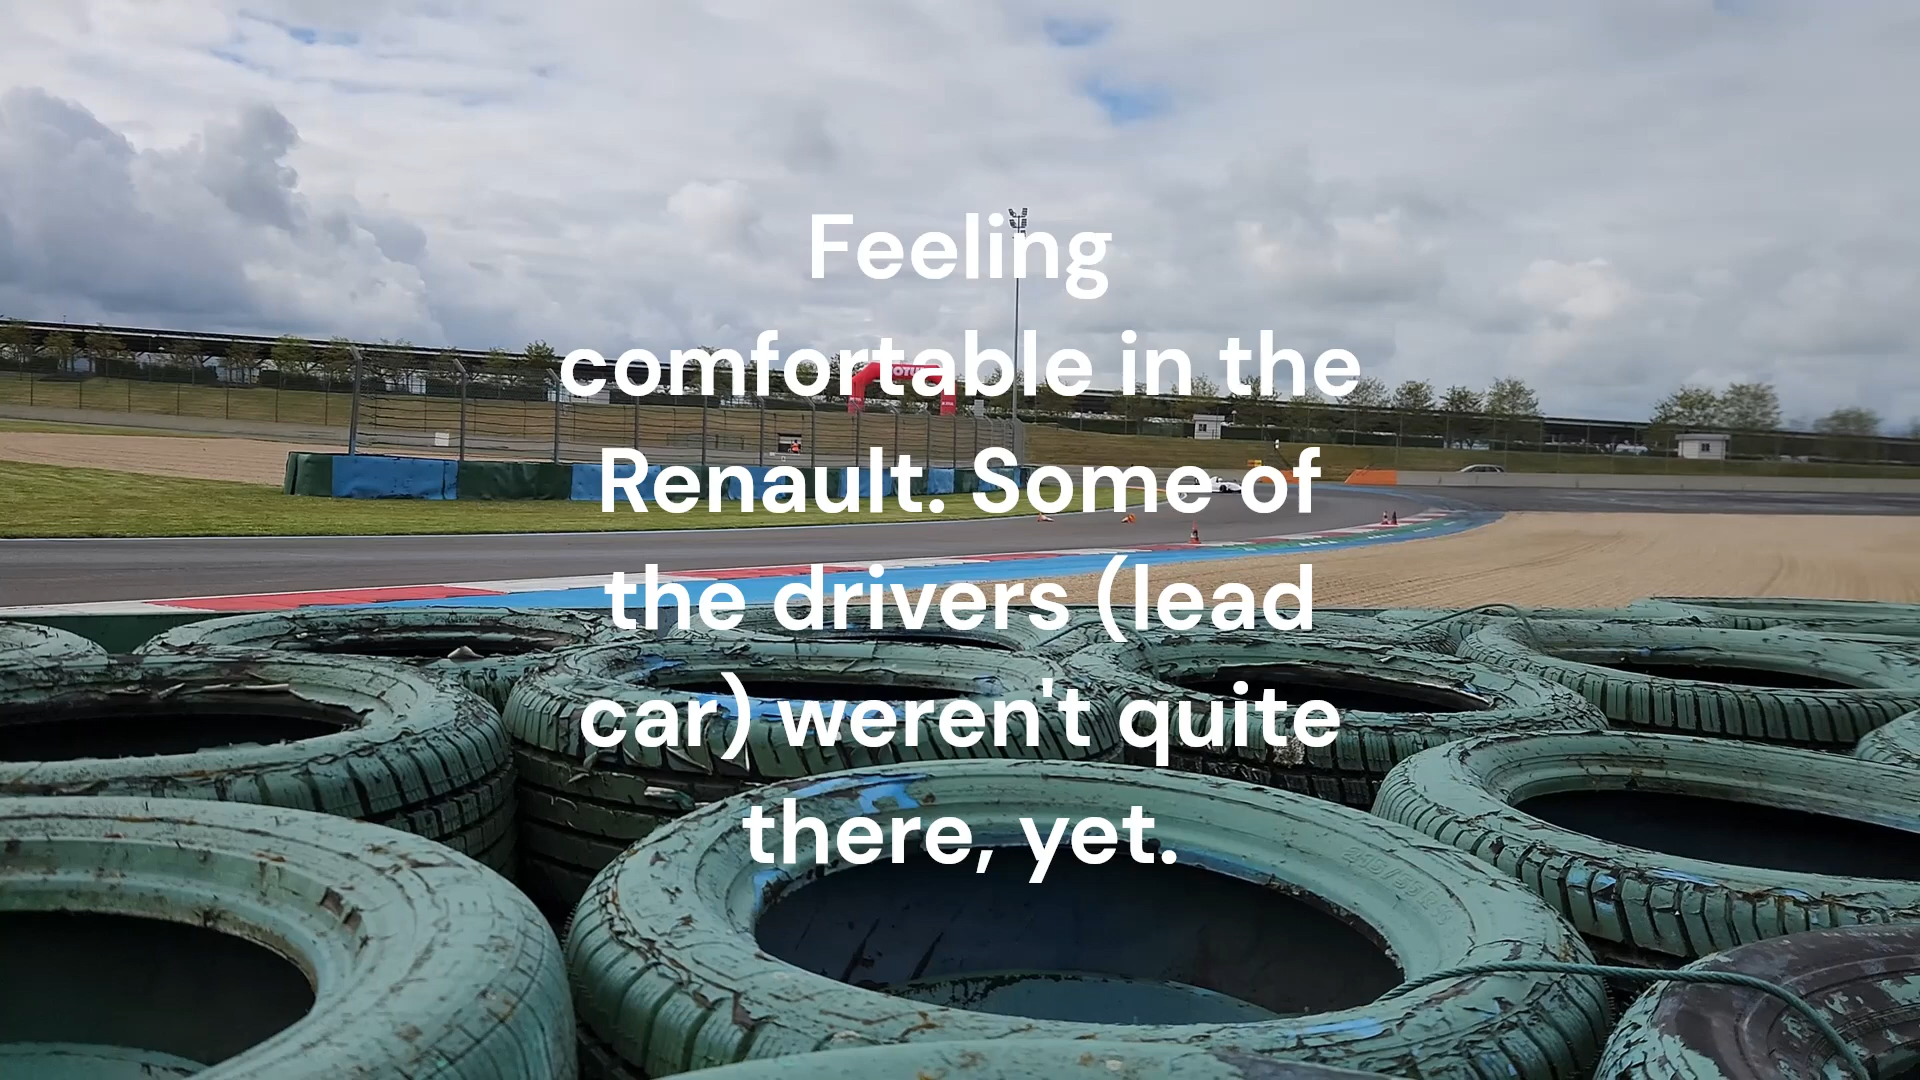 Feeling
comfortable in the
Renault. Some of
the drivers (lead
car) weren't quite
there, yet.